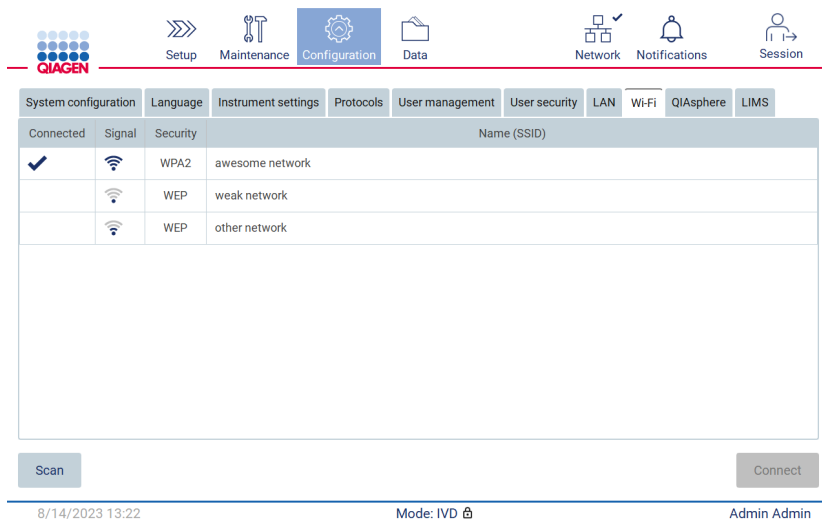 QIAGEN
Setup Maintenance Configuration Data Network Notifications Session
System configuration Language Instrument settings Protocols User management User security LAN Wi-Fi QIAsphere LIMS
Connected Signal Security Name (SSID)
WPA2 awesome network
WEP weak network
WEP other network
Scan Connect
8/14/2023 13:22 Mode: IVD Admin Admin